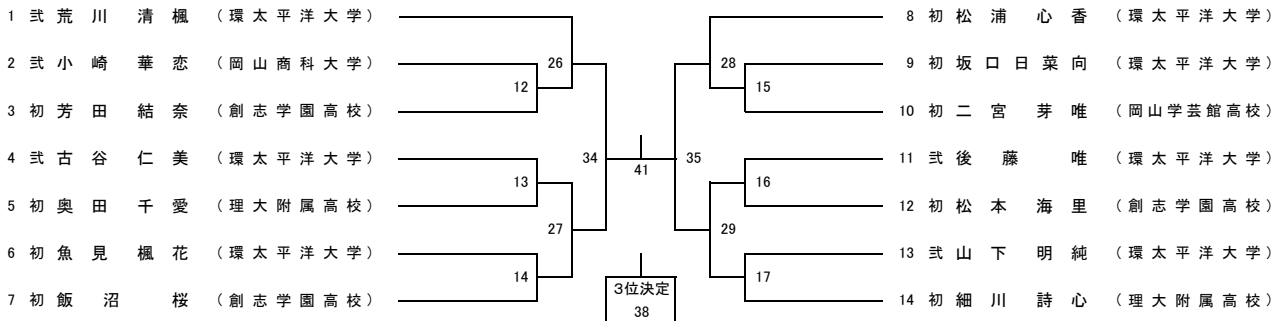 1 弐 荒川 清楓 （環太平洋大学）
2 弐 小崎 華恋 （岡山商科大学）
3 初 芳田 結奈 （創志学園高校）
4 弐 古谷 仁美 （環太平洋大学）
5 初 奥田 千愛 （理大附属高校）
6 初 魚見 楓花 （環太平洋大学）
7 初 飯沼 桜 （創志学園高校）
26
12
34
13
27
14
41
3位決定
38
28
15
35
16
29
17
8 初 松浦 心香 （環太平洋大学）
9 初 坂口日菜向 （環太平洋大学）
10 初 二宮 芽唯 （岡山学芸館高校）
11 弐 後藤 唯 （環太平洋大学）
12 初 松本 海里 （創志学園高校）
13 弐 山下 明純 （環太平洋大学）
14 初 細川 詩心 （理大附属高校）